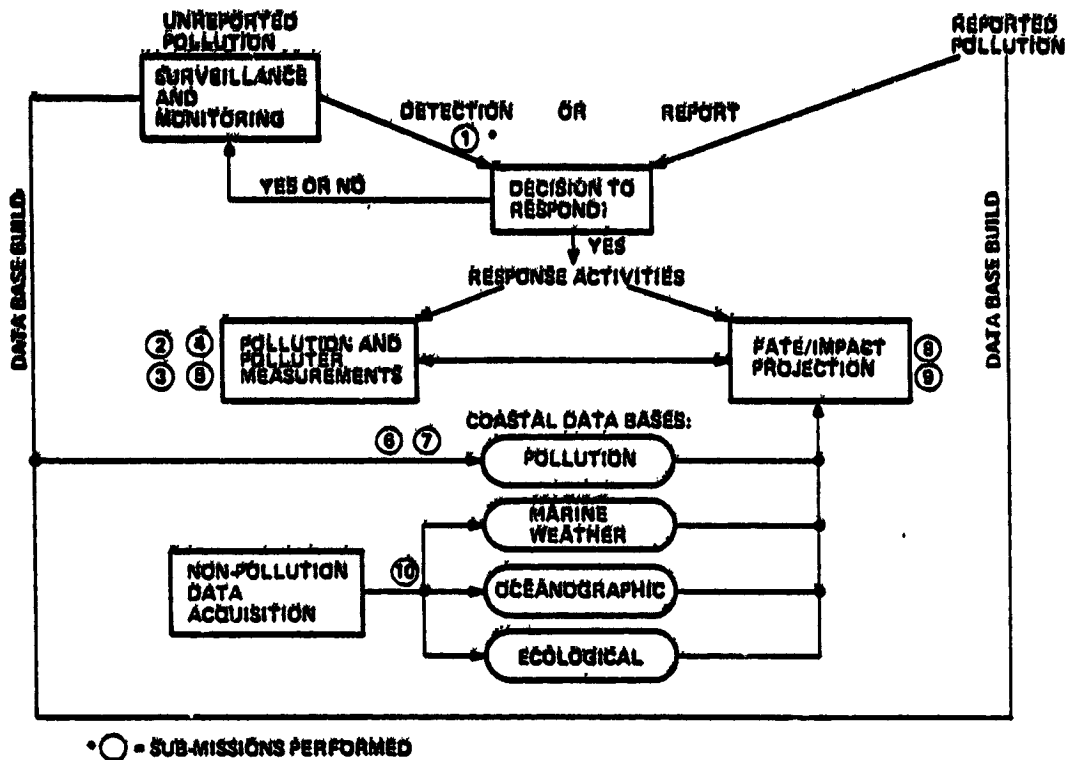 UNREPORTED
POLLUTION
REPORTED
POLLUTION
SURVEILLANCE
AND
MONITORING
DETECTION OR REPORT
① *
YES OR NO
DECISION TO
RESPOND?
YES
RESPONSE ACTIVITIES
DATA BASE BUILD
DATA BASE BUILD
② ④
③ ⑤
POLLUTION AND
POLLUTER
MEASUREMENTS
FATE/IMPACT
PROJECTION
⑧
⑨
COASTAL DATA BASES:
⑥ ⑦
POLLUTION
MARINE
WEATHER
NON-POLLUTION
DATA
ACQUISITION
⑩
OCEANOGRAPHIC
ECOLOGICAL
* ○ = SUB-MISSIONS PERFORMED